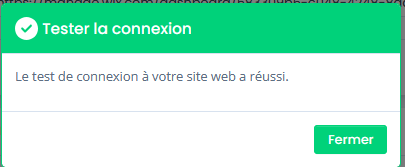 Tester la connexion
Le test de connexion à votre site web a réussi.
Fermer